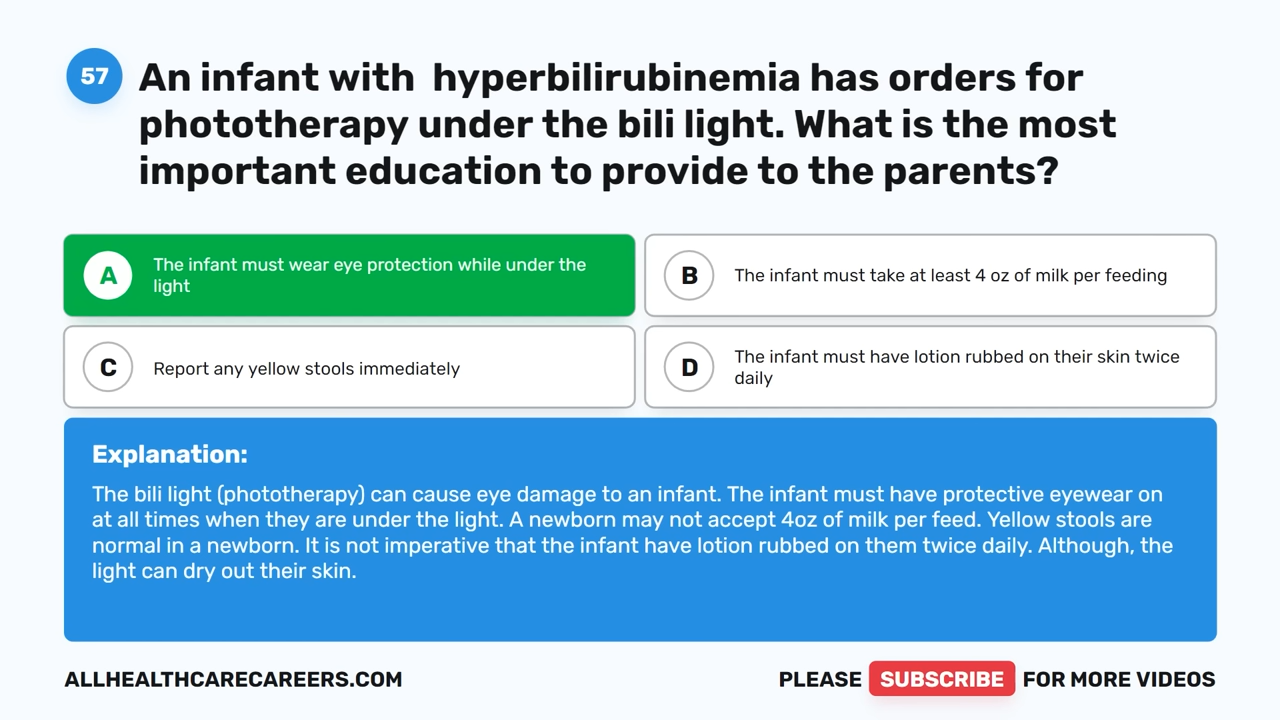 57
An infant with  hyperbilirubinemia has orders for
phototherapy under the bili light. What is the most
important education to provide to the parents?
A
The infant must wear eye protection while under the
light
B
The infant must take at least 4 oz of milk per feeding
C
Report any yellow stools immediately
D
The infant must have lotion rubbed on their skin twice
daily
Explanation:
The bili light (phototherapy) can cause eye damage to an infant. The infant must have protective eyewear on
at all times when they are under the light. A newborn may not accept 4oz of milk per feed. Yellow stools are
normal in a newborn. It is not imperative that the infant have lotion rubbed on them twice daily. Although, the
light can dry out their skin.
ALLHEALTHCARECAREERS.COM
PLEASE SUBSCRIBE FOR MORE VIDEOS